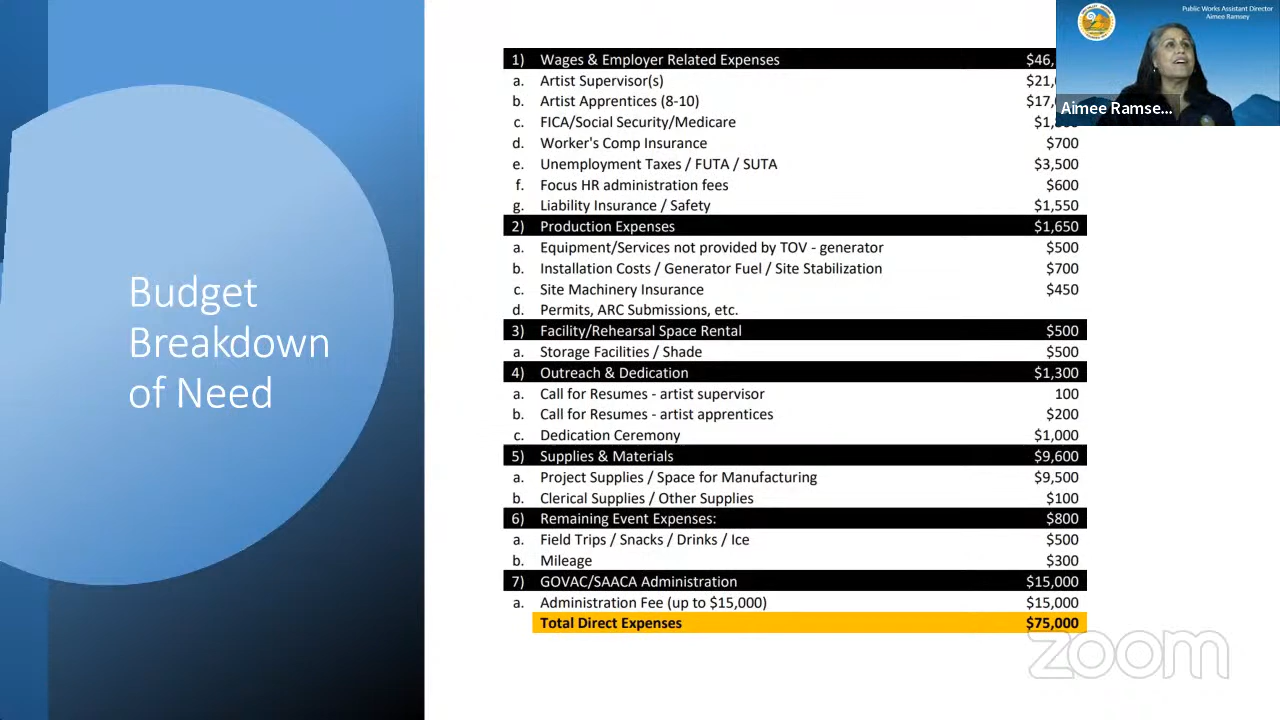 Public Works Assistant Director
Aimee Ramsey
Aimee Ramse...
Budget
Breakdown
of Need
1) Wages & Employer Related Expenses $46,
a. Artist Supervisor(s) $21,
b. Artist Apprentices (8-10) $17,
c. FICA/Social Security/Medicare $1,
d. Worker's Comp Insurance $700
e. Unemployment Taxes / FUTA / SUTA $3,500
f. Focus HR administration fees $600
g. Liability Insurance / Safety $1,550
2) Production Expenses $1,650
a. Equipment/Services not provided by TOV - generator $500
b. Installation Costs / Generator Fuel / Site Stabilization $700
c. Site Machinery Insurance $450
d. Permits, ARC Submissions, etc.
3) Facility/Rehearsal Space Rental $500
a. Storage Facilities / Shade $500
4) Outreach & Dedication $1,300
a. Call for Resumes - artist supervisor 100
b. Call for Resumes - artist apprentices $200
c. Dedication Ceremony $1,000
5) Supplies & Materials $9,600
a. Project Supplies / Space for Manufacturing $9,500
b. Clerical Supplies / Other Supplies $100
6) Remaining Event Expenses: $800
a. Field Trips / Snacks / Drinks / Ice $500
b. Mileage $300
7) GOVAC/SAACA Administration $15,000
a. Administration Fee (up to $15,000) $15,000
Total Direct Expenses $75,000
zoom